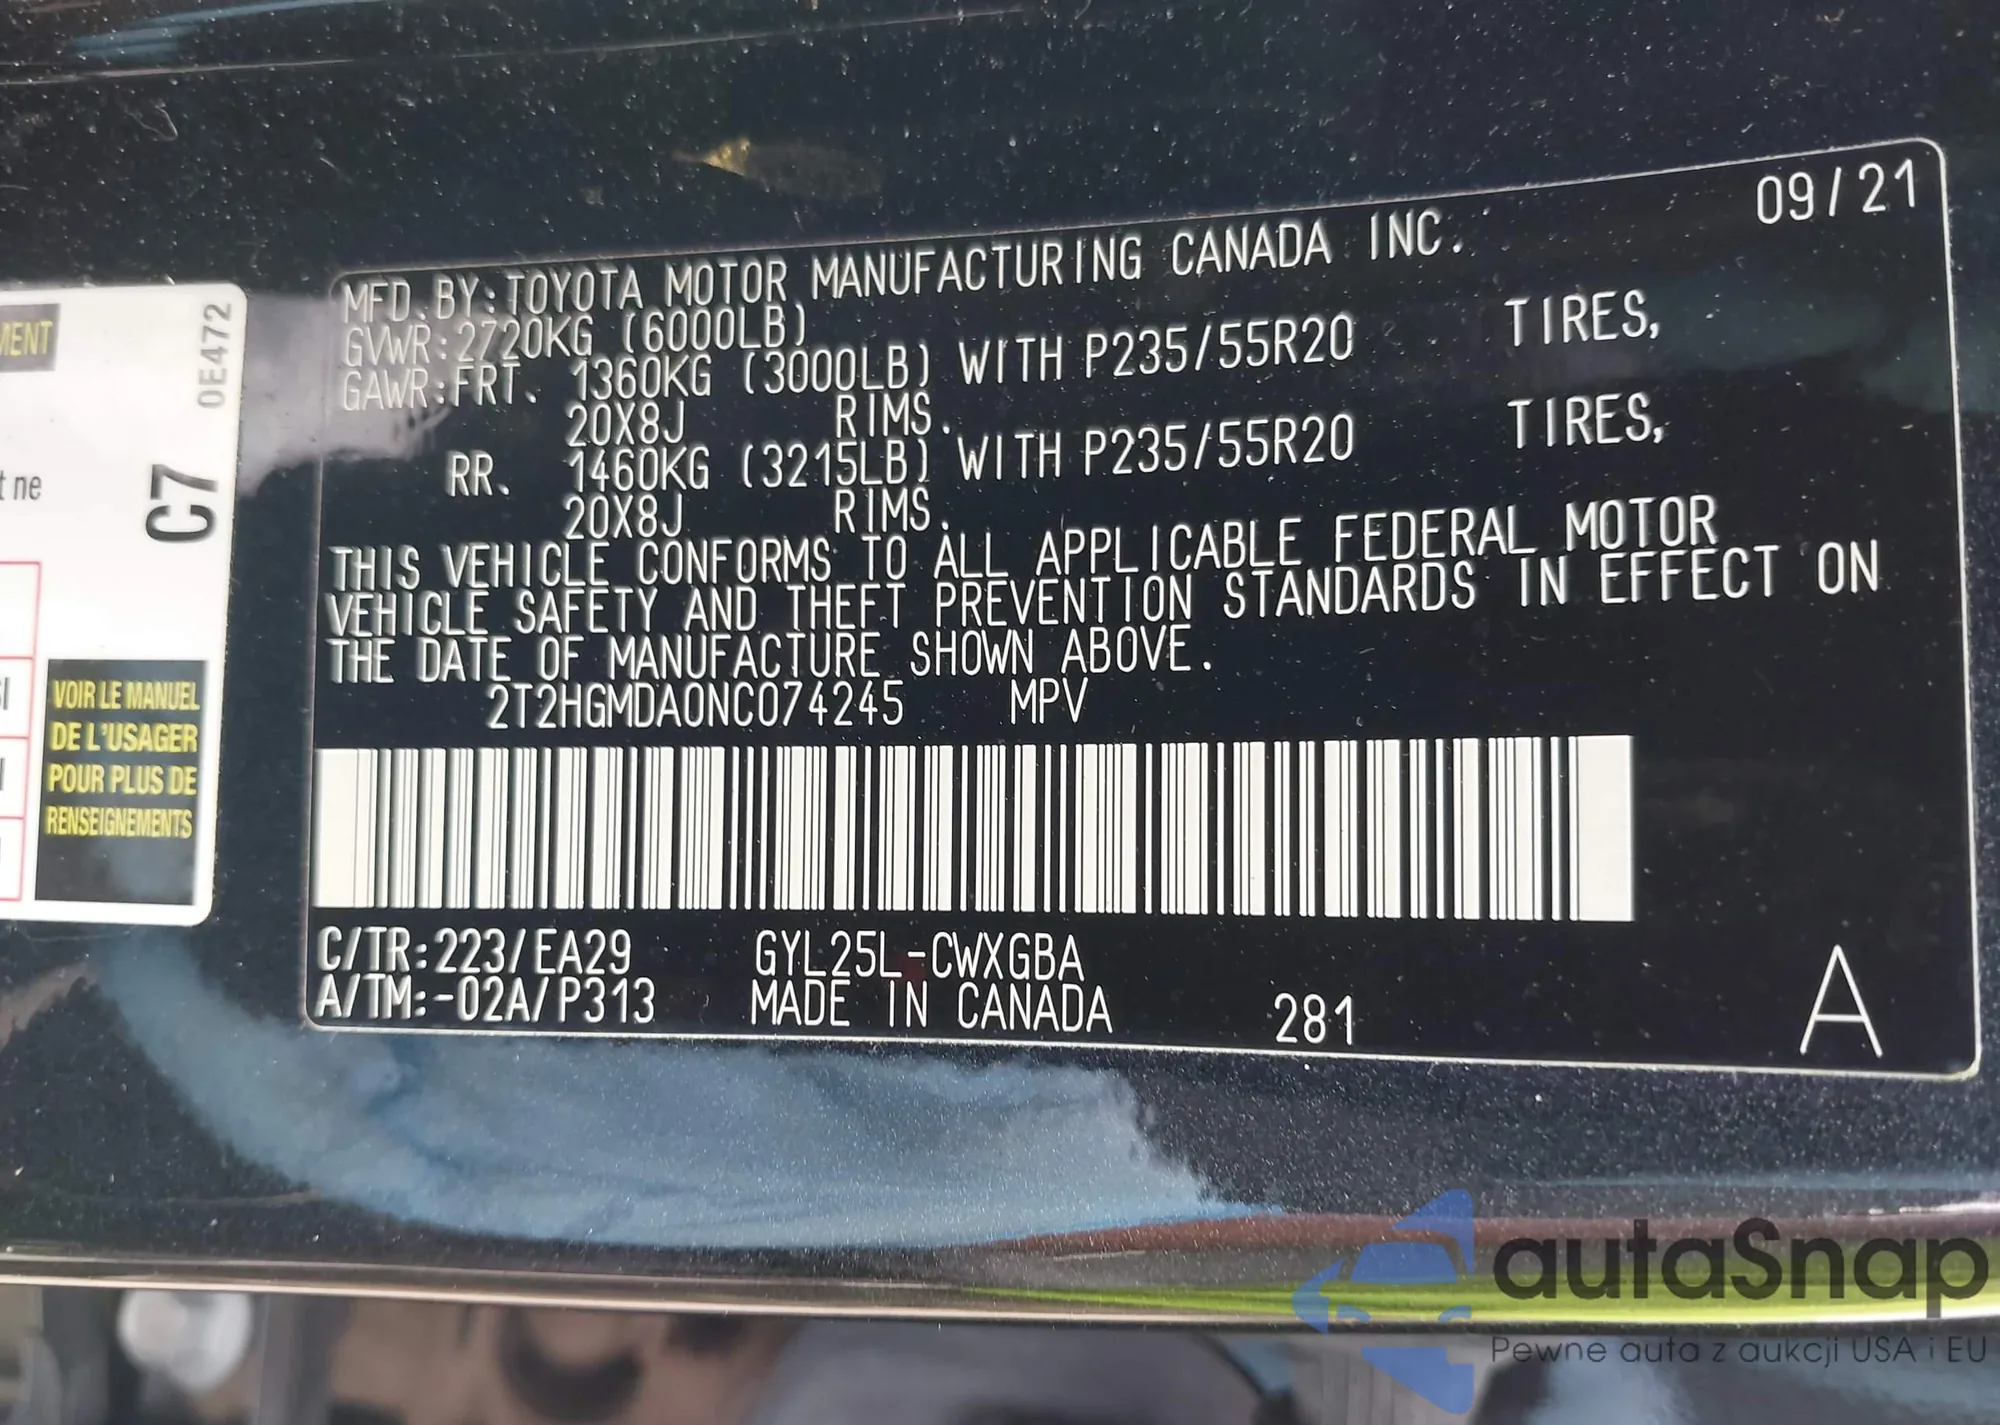 MENT
0E472
t ne
C7
SI
VOIR LE MANUEL
DE L'USAGER
POUR PLUS DE
RENSEIGNEMENTS
09/21
MFD.BY:TOYOTA MOTOR MANUFACTURING CANADA INC.
GVWR:2720KG (6000LB)
GAWR:FRT. 1360KG (3000LB) WITH P235/55R20 TIRES,
20X8J RIMS.
RR. 1460KG (3215LB) WITH P235/55R20 TIRES,
20X8J RIMS.
THIS VEHICLE CONFORMS TO ALL APPLICABLE FEDERAL MOTOR
VEHICLE SAFETY AND THEFT PREVENTION STANDARDS IN EFFECT ON
THE DATE OF MANUFACTURE SHOWN ABOVE.
2T2HGMDA0NC074245 MPV
C/TR:223/EA29 GYL25L-CWXGBA
A/TM:-02A/P313 MADE IN CANADA 281 A
autaSnap
Pewne auta z aukcji USA i EU